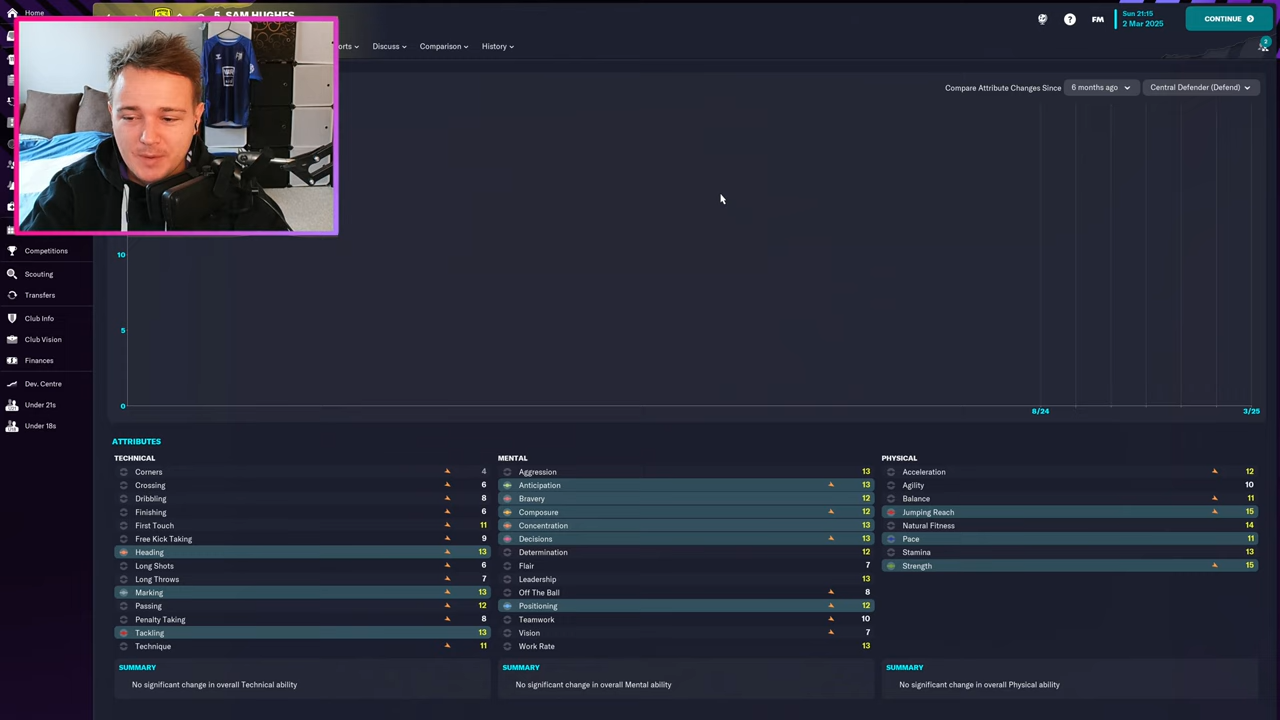 Home
5. SAM HUGHES
Sun 21:15
2 Mar 2025
FM
CONTINUE
Discuss
Comparison
History
2
Compare Attribute Changes Since
6 months ago
Central Defender (Defend)
Competitions
Scouting
Transfers
Club Info
Club Vision
Finances
Dev. Centre
Under 21s
Under 18s
10
5
0
8/24
3/25
ATTRIBUTES
TECHNICAL
Corners 4
Crossing 6
Dribbling 8
Finishing 6
First Touch 11
Free Kick Taking 9
Heading 13
Long Shots 6
Long Throws 7
Marking 13
Passing 12
Penalty Taking 8
Tackling 13
Technique 11
SUMMARY
No significant change in overall Technical ability
MENTAL
Aggression 13
Anticipation 13
Bravery 12
Composure 12
Concentration 13
Decisions 13
Determination 12
Flair 7
Leadership 13
Off The Ball 8
Positioning 12
Teamwork 10
Vision 7
Work Rate 13
SUMMARY
No significant change in overall Mental ability
PHYSICAL
Acceleration 12
Agility 10
Balance 11
Jumping Reach 15
Natural Fitness 14
Pace 11
Stamina 13
Strength 15
SUMMARY
No significant change in overall Physical ability